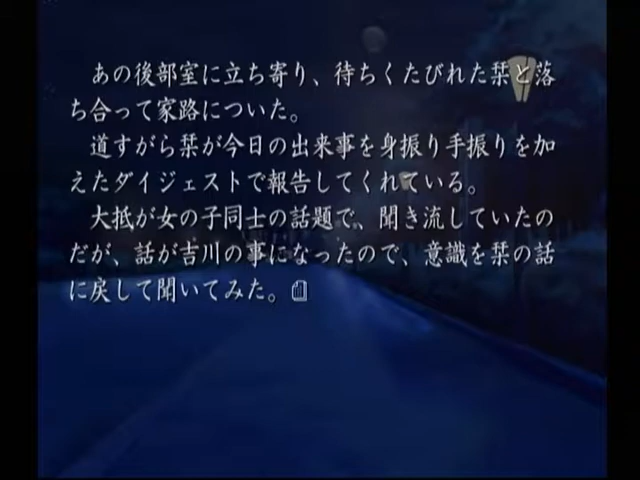 あの後部室に立ち寄り、待ちくたびれた栞と落
ち合って家路についた。
道すがら栞が今日の出来事を身振り手振りを加
えたダイジェストで報告してくれている。
大抵が女の子同士の話題で、聞き流していたの
だが、話が吉川の事になったので、意識を栞の話
に戻して聞いてみた。